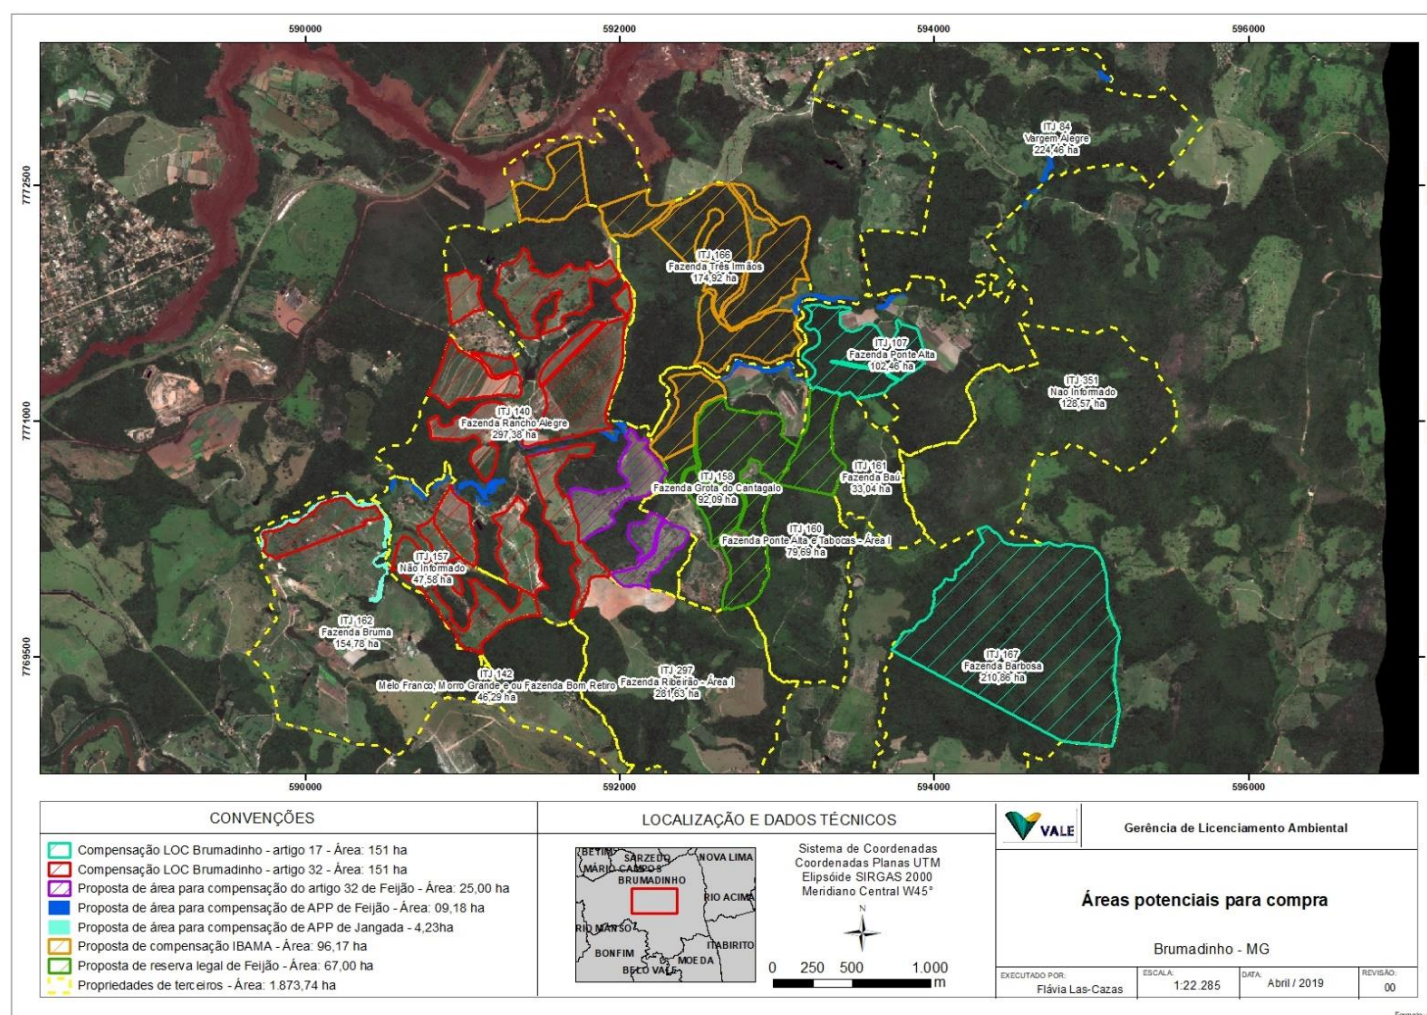 590000 592000 594000 596000
7772500
7771000
7769500
ITJ 84
Vargem Alegre
224,46 ha
ITJ 166
Fazenda Três Irmãos
174,92 ha
ITJ 107
Fazenda Ponte Alta
102,46 ha
ITJ 351
Não Informado
128,57 ha
ITJ 140
Fazenda Rancho Alegre
297,38 ha
ITJ 158
Fazenda Grota do Cantagalo
92,09 ha
ITJ 161
Fazenda Baú
33,04 ha
ITJ 160
Fazenda Ponte Alta e Tabocas - Área I
79,69 ha
ITJ 157
Não Informado
47,58 ha
ITJ 162
Fazenda Bruma
154,78 ha
ITJ 142
Melo Franco, Morro Grande e ou Fazenda Bom Retiro
46,29 ha
ITJ 297
Fazenda Ribeirão - Área I
281,63 ha
ITJ 167
Fazenda Barbosa
210,86 ha
590000 592000 594000 596000
CONVENÇÕES
Compensação LOC Brumadinho - artigo 17 - Área: 151 ha
Compensação LOC Brumadinho - artigo 32 - Área: 151 ha
Proposta de área para compensação do artigo 32 de Feijão - Área: 25,00 ha
Proposta de área para compensação de APP de Feijão - Área: 09,18 ha
Proposta de área para compensação de APP de Jangada - 4,23ha
Proposta de compensação IBAMA - Área: 96,17 ha
Proposta de reserva legal de Feijão - Área: 67,00 ha
Propriedades de terceiros - Área: 1.873,74 ha
LOCALIZAÇÃO E DADOS TÉCNICOS
BETIM
SARZEDO
NOVA LIMA
MÁRIO CAMPOS
BRUMADINHO
RIO ACIMA
RIO MANSO
ITABIRITO
BONFIM
MOEDA
BELO VALE
Sistema de Coordenadas
Coordenadas Planas UTM
Elipsóide SIRGAS 2000
Meridiano Central W45°
N
0 250 500 1.000
m
VALE
Gerência de Licenciamento Ambiental
Áreas potenciais para compra
Brumadinho - MG
EXECUTADO POR:
Flávia Las-Cazas
ESCALA:
1:22.285
DATA:
Abril / 2019
REVISÃO:
00